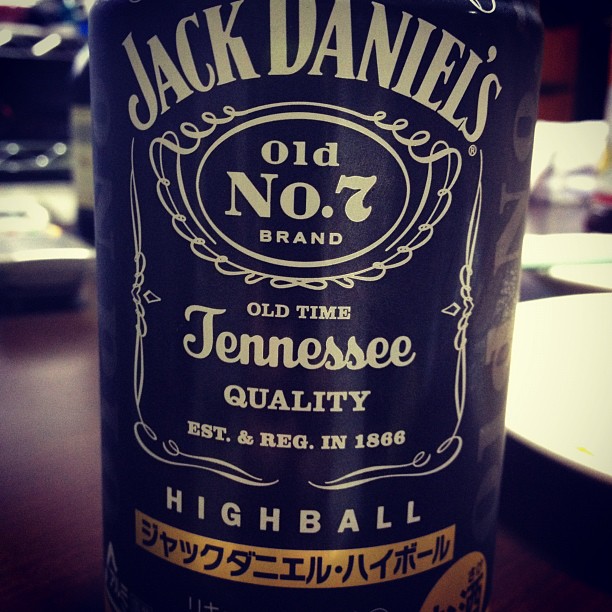 JACK DANIEL'S
®
Old
No.7
BRAND
OLD TIME
Tennessee
QUALITY
EST. & REG. IN 1866
HIGHBALL
ジャックダニエル・ハイボール